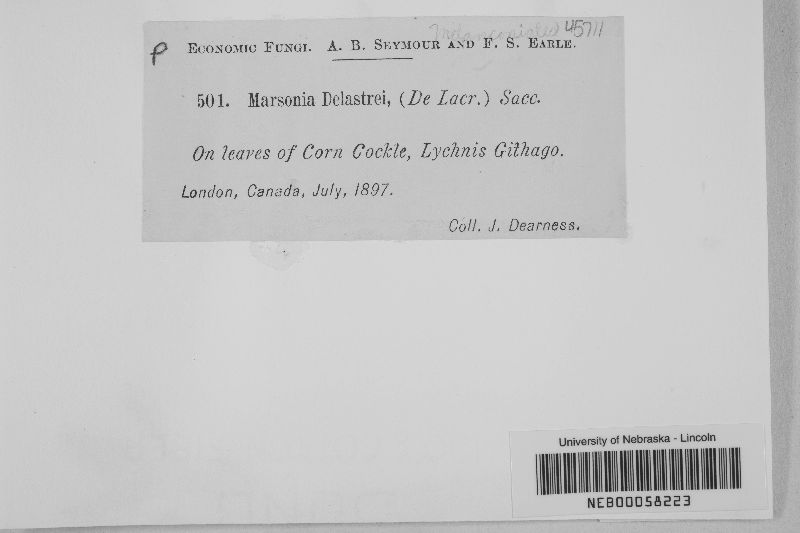 45711
P Economic Fungi. A. B. Seymour and F. S. Earle.
501. Marsonia Delastrei, (De Lacr.) Sacc.
On leaves of Corn Cockle, Lychnis Githago.
London, Canada, July, 1897.
Coll. J. Dearness.
University of Nebraska - Lincoln
NEB00058223